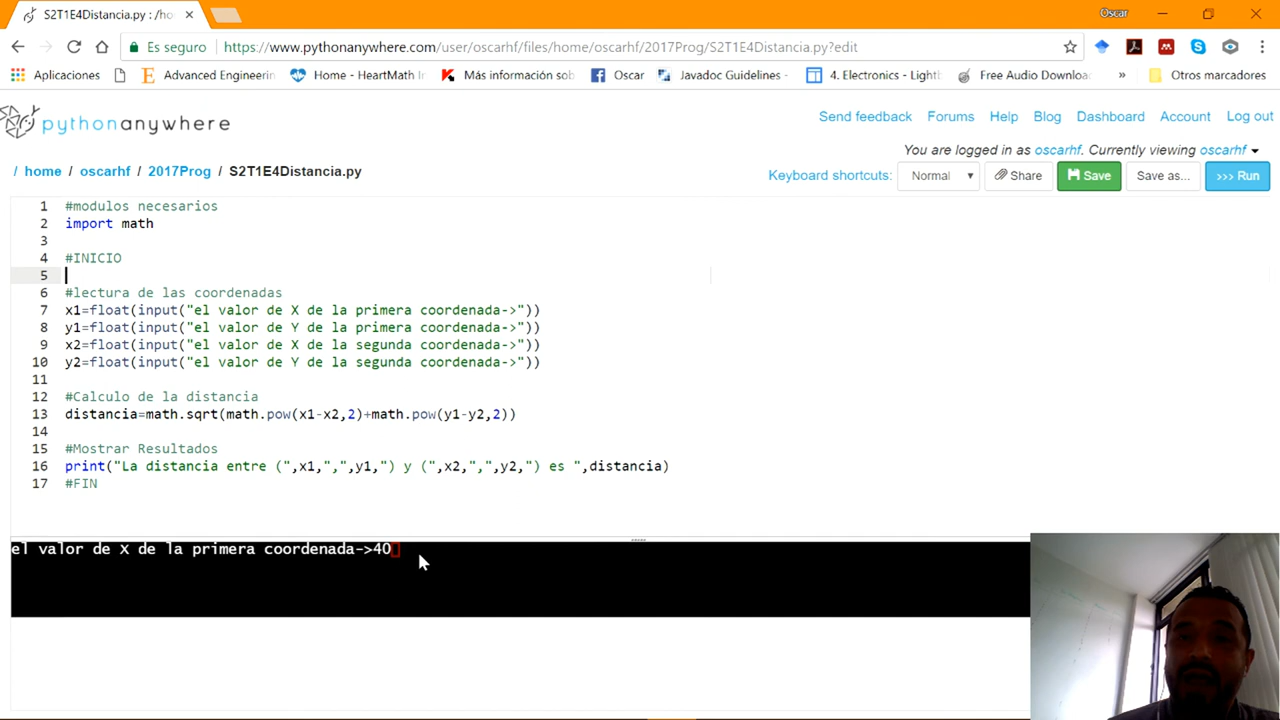 S2T1E4Distancia.py : /ho
Oscar
Es seguro https://www.pythonanywhere.com/user/oscarhf/files/home/oscarhf/2017Prog/S2T1E4Distancia.py?edit
Aplicaciones Advanced Engineerin Home - HeartMath In Más información sob Oscar Javadoc Guidelines - 4. Electronics - Lightb Free Audio Downloa » Otros marcadores
pythonanywhere
Send feedback Forums Help Blog Dashboard Account Log out
You are logged in as oscarhf. Currently viewing oscarhf
/ home / oscarhf / 2017Prog / S2T1E4Distancia.py
Keyboard shortcuts: Normal Share Save Save as... >>> Run
1 #modulos necesarios
2 import math
3
4 #INICIO
5
6 #lectura de las coordenadas
7 x1=float(input("el valor de X de la primera coordenada->"))
8 y1=float(input("el valor de Y de la primera coordenada->"))
9 x2=float(input("el valor de X de la segunda coordenada->"))
10 y2=float(input("el valor de Y de la segunda coordenada->"))
11
12 #Calculo de la distancia
13 distancia=math.sqrt(math.pow(x1-x2,2)+math.pow(y1-y2,2))
14
15 #Mostrar Resultados
16 print("La distancia entre (",x1,",",y1,") y (",x2,",",y2,") es ",distancia)
17 #FIN
el valor de X de la primera coordenada->40